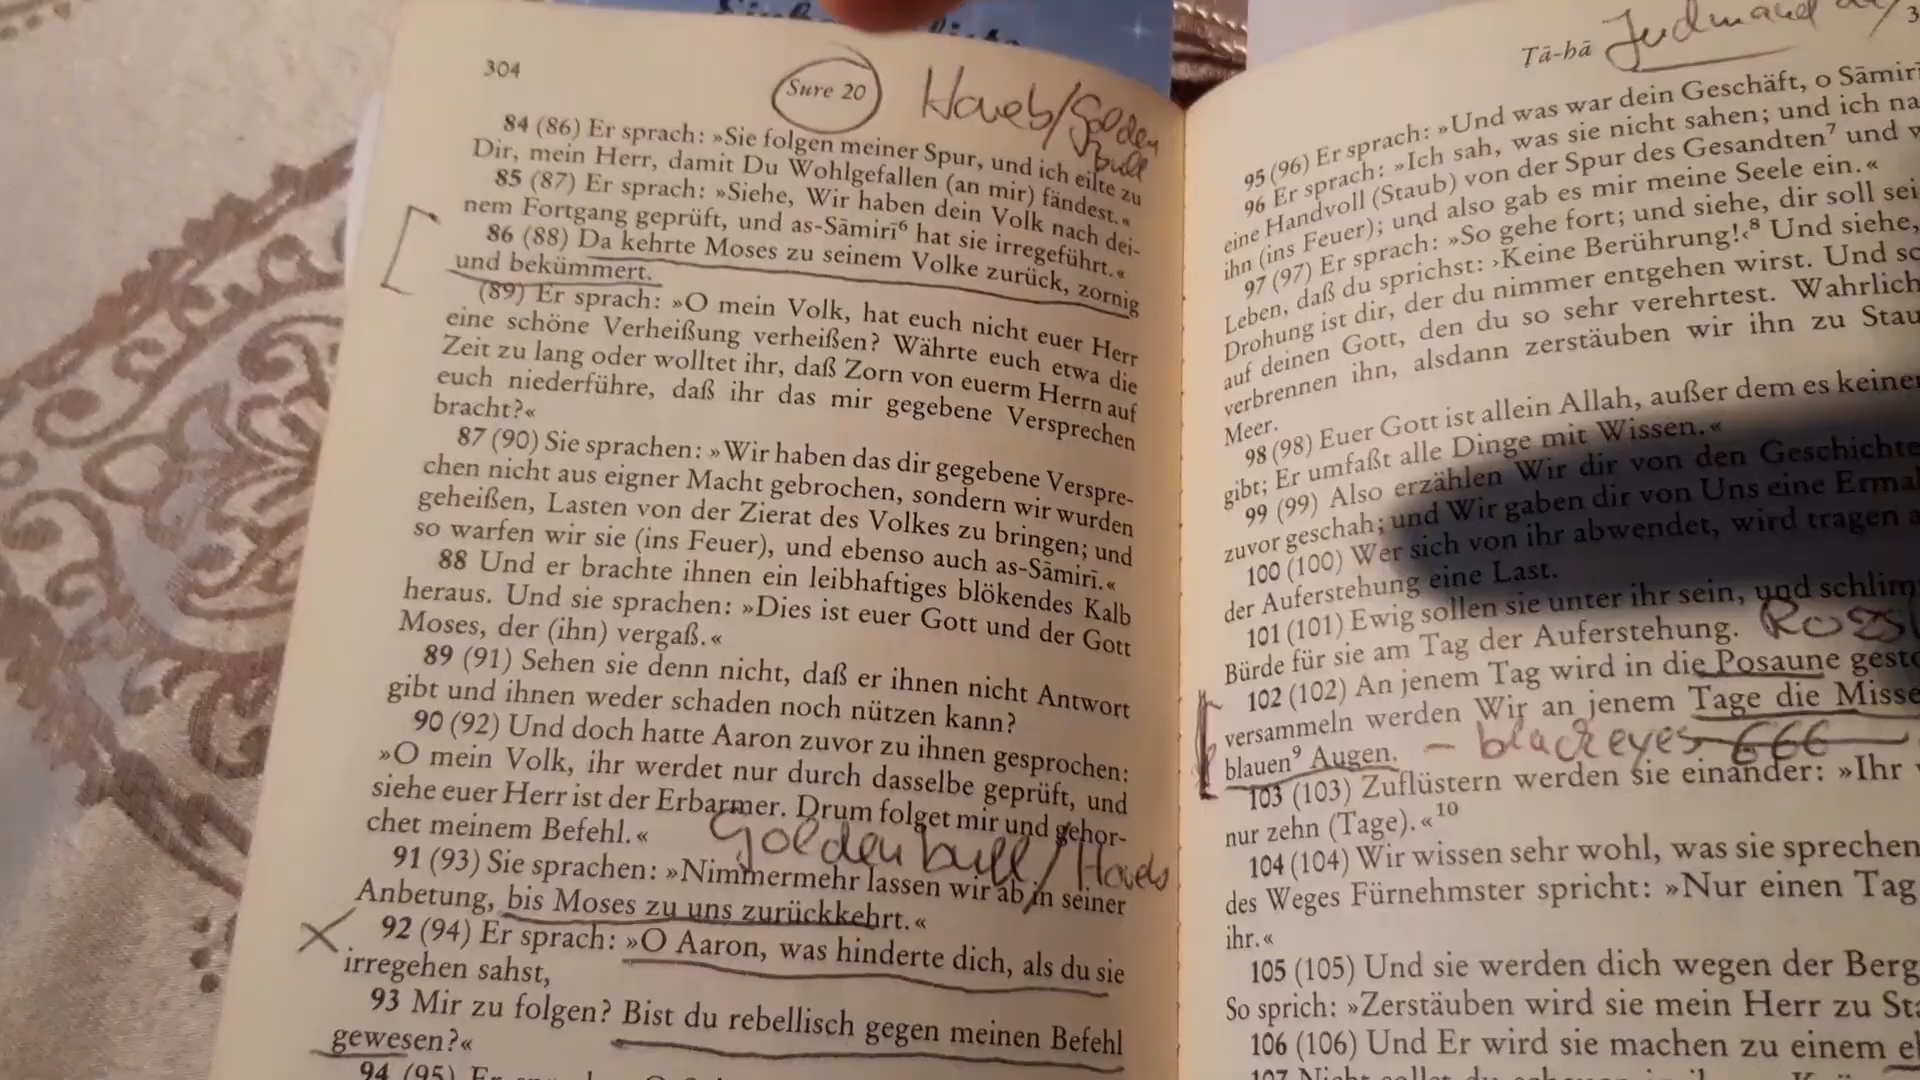 304
Sure 20
84 (86) Er sprach: »Sie folgen meiner Spur, und ich eilte zu
Dir, mein Herr, damit Du Wohlgefallen (an mir) fändest.«
85 (87) Er sprach: »Siehe, Wir haben dein Volk nach dei-
nem Fortgang geprüft, und as-Sāmirī⁶ hat sie irregeführt.«
86 (88) Da kehrte Moses zu seinem Volke zurück, zornig
und bekümmert.
(89) Er sprach: »O mein Volk, hat euch nicht euer Herr
eine schöne Verheißung verheißen? Währte euch etwa die
Zeit zu lang oder wolltet ihr, daß Zorn von euerm Herrn auf
euch niederführe, daß ihr das mir gegebene Versprechen
bracht?«
87 (90) Sie sprachen: »Wir haben das dir gegebene Verspre-
chen nicht aus eigner Macht gebrochen, sondern wir wurden
geheißen, Lasten von der Zierat des Volkes zu bringen; und
so warfen wir sie (ins Feuer), und ebenso auch as-Sāmirī.«
88 Und er brachte ihnen ein leibhaftiges blökendes Kalb
heraus. Und sie sprachen: »Dies ist euer Gott und der Gott
Moses, der (ihn) vergaß.«
89 (91) Sehen sie denn nicht, daß er ihnen nicht Antwort
gibt und ihnen weder schaden noch nützen kann?
90 (92) Und doch hatte Aaron zuvor zu ihnen gesprochen:
»O mein Volk, ihr werdet nur durch dasselbe geprüft, und
siehe euer Herr ist der Erbarmer. Drum folget mir und gehor-
chet meinem Befehl.«
Golden bull/
91 (93) Sie sprachen: »Nimmermehr lassen wir ab in seiner
Anbetung, bis Moses zu uns zurückkehrt.«
92 (94) Er sprach: »O Aaron, was hinderte dich, als du sie
irregehen sahst,
93 Mir zu folgen? Bist du rebellisch gegen meinen Befehl
gewesen?«
94 (95)
Ṭā-hā
95 (96) Er sprach: »Und was war dein Geschäft, o
96 Er sprach: »Ich sah, was sie nicht sahen; und ich
eine Handvoll (Staub) von der Spur des Gesandten⁷ und
ihn (ins Feuer); und also gab es mir meine Seele ein.«
97 (97) Er sprach: »So gehe fort; und siehe, dir soll
Leben, daß du sprichst: ›Keine Berührung!‹⁸ Und siehe,
Drohung ist dir, der du nimmer entgehen wirst. Und
auf deinen Gott, den du so sehr verehrtest. Wahrlich
verbrennen ihn, alsdann zerstäuben wir ihn zu
Meer.
98 (98) Euer Gott ist allein Allah, außer dem es
gibt; Er umfaßt alle Dinge mit Wissen.«
99 (99) Also erzählen Wir dir von den
zuvor geschah; und Wir gaben dir von Uns eine
100 (100) Wer sich von ihr abwendet, wird tragen
der Auferstehung eine Last.
101 (101) Ewig sollen sie unter ihr sein, und
Bürde für sie am Tag der Auferstehung.
102 (102) An jenem Tag wird in die Posaune
versammeln werden Wir an jenem Tage die
blauen⁹ Augen. – black eyes 666
103 (103) Zuflüstern werden sie einander: »Ihr
nur zehn (Tage).«¹⁰
104 (104) Wir wissen sehr wohl, was sie sprechen
des Weges Fürnehmster spricht: »Nur einen Tag
ihr.«
105 (105) Und sie werden dich wegen der
So sprich: »Zerstäuben wird sie mein Herr zu
106 (106) Und Er wird sie machen zu einem